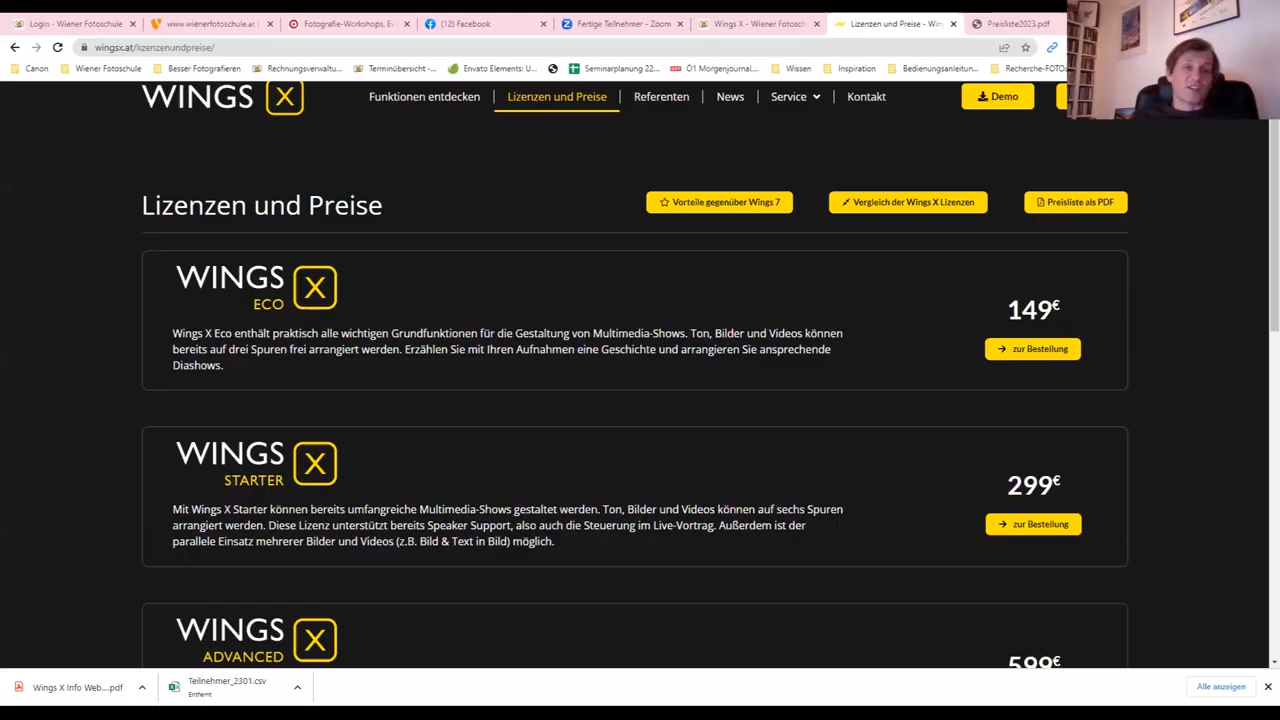 Login - Wiener Fotoschule
www.wienerfotoschule.at
Fotografie-Workshops, Ev
(12) Facebook
Fertige Teilnehmer - Zoom
Wings X - Wiener Fotosch
Lizenzen und Preise - Win
Preisliste2023.pdf
wingsx.at/lizenzenundpreise/
Canon
Wiener Fotoschule
Besser Fotografieren
Rechnungsverwaltu...
Terminübersicht -...
Envato Elements: U...
Seminarplanung 22...
Ö1 Morgenjournal,...
Wissen
Inspiration
Bedienungsanleitun...
Recherche-FOTO
WINGS X
Funktionen entdecken
Lizenzen und Preise
Referenten
News
Service
Kontakt
Demo
Lizenzen und Preise
Vorteile gegenüber Wings 7
Vergleich der Wings X Lizenzen
Preisliste als PDF
WINGS X
ECO
149€
Wings X Eco enthält praktisch alle wichtigen Grundfunktionen für die Gestaltung von Multimedia-Shows. Ton, Bilder und Videos können
bereits auf drei Spuren frei arrangiert werden. Erzählen Sie mit Ihren Aufnahmen eine Geschichte und arrangieren Sie ansprechende
Diashows.
zur Bestellung
WINGS X
STARTER
299€
Mit Wings X Starter können bereits umfangreiche Multimedia-Shows gestaltet werden. Ton, Bilder und Videos können auf sechs Spuren
arrangiert werden. Diese Lizenz unterstützt bereits Speaker Support, also auch die Steuerung im Live-Vortrag. Außerdem ist der
parallele Einsatz mehrerer Bilder und Videos (z.B. Bild & Text in Bild) möglich.
zur Bestellung
WINGS X
ADVANCED
599€
Wings X Info Web....pdf
Teilnehmer_2301.csv
Entfernt
Alle anzeigen